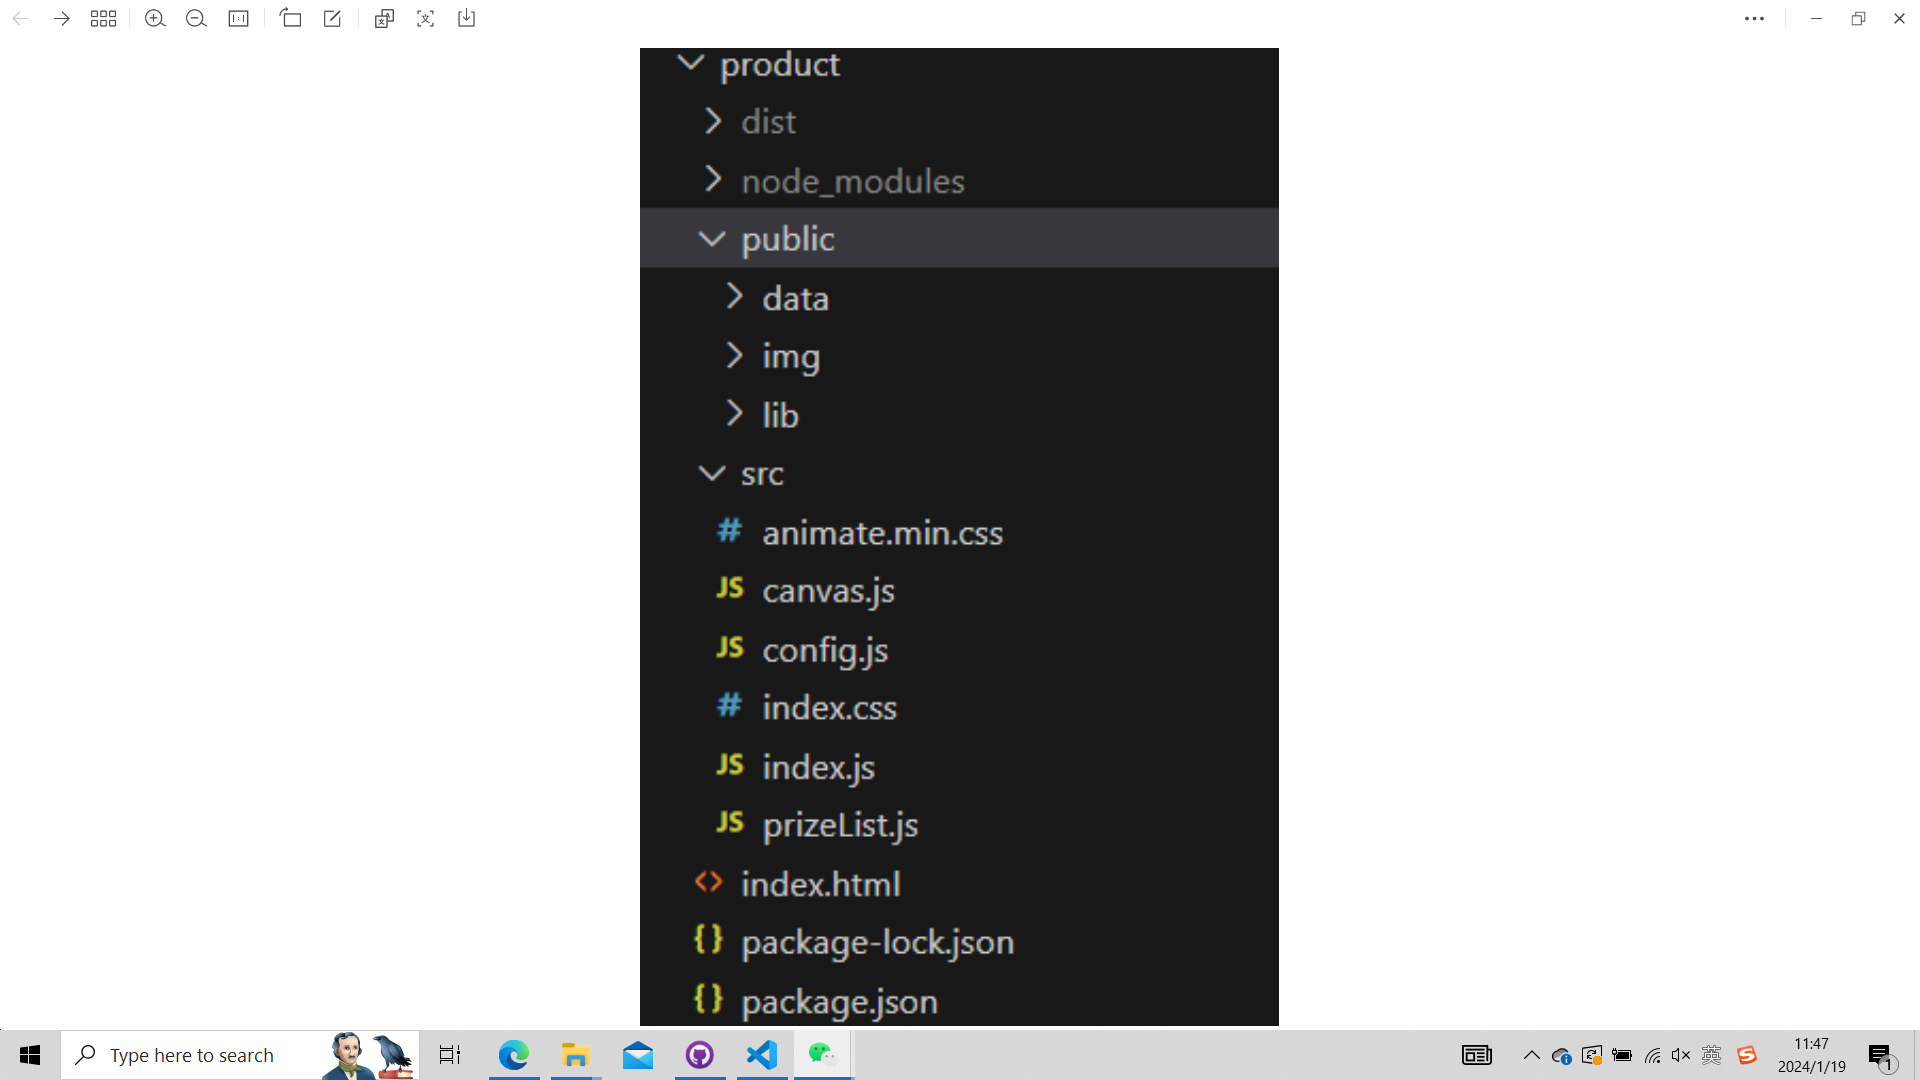 product
dist
node_modules
public
data
img
lib
src
# animate.min.css
JS canvas.js
JS config.js
# index.css
JS index.js
JS prizeList.js
<> index.html
{} package-lock.json
{} package.json
Type here to search
英
11:47
2024/1/19
1